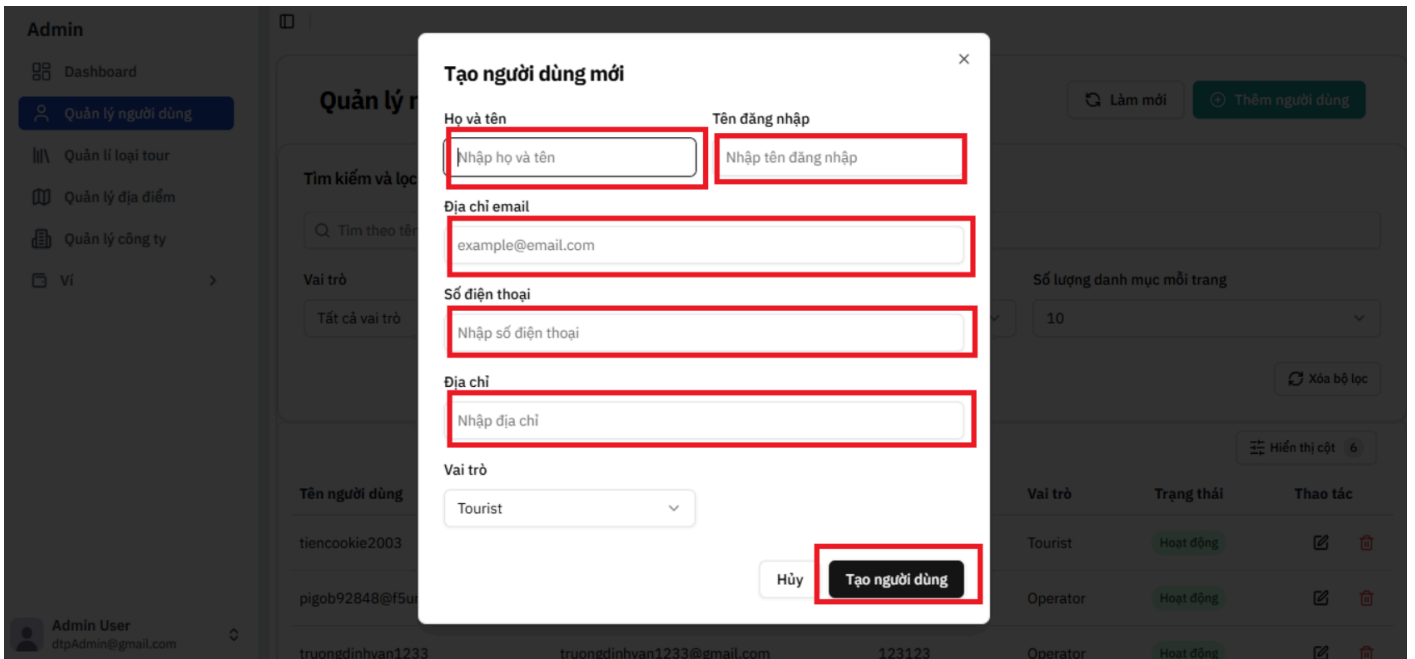 Admin
Dashboard
Quản lý người dùng
Quản lí loại tour
Quản lý địa điểm
Quản lý công ty
Ví
Admin User
dtpAdmin@gmail.com
Quản lý
Làm mới
Thêm người dùng
Tìm kiếm và lọc
Tìm theo
Vai trò
Tất cả vai trò
Số lượng danh mục mỗi trang
10
Xóa bộ lọc
Hiển thị cột 6
Tên người dùng Vai trò Trạng thái Thao tác
tiencookie2003 Tourist Hoạt động
pigob92848@f5ur Operator Hoạt động
truongdinhvan1233 truongdinhvan1233@gmail.com 123123 Operator Hoạt động
Tạo người dùng mới
Họ và tên Tên đăng nhập
Nhập họ và tên Nhập tên đăng nhập
Địa chỉ email
example@email.com
Số điện thoại
Nhập số điện thoại
Địa chỉ
Nhập địa chỉ
Vai trò
Tourist
Hủy Tạo người dùng